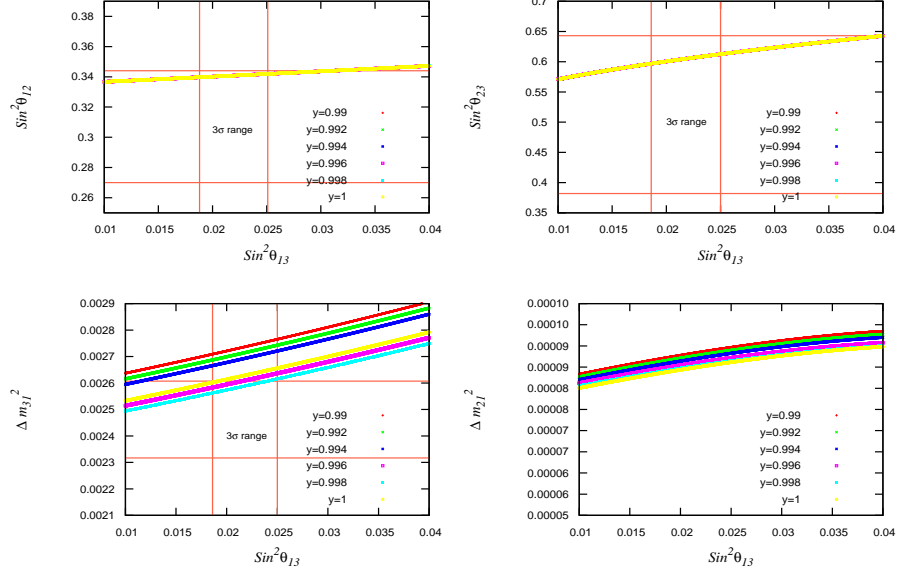 0.38
0.36
0.34
0.32
0.3
0.28
0.26
0.01 0.015 0.02 0.025 0.03 0.035 0.04
Sin²θ12
Sin²θ13
3σ range
y=0.99
y=0.992
y=0.994
y=0.996
y=0.998
y=1
0.7
0.65
0.6
0.55
0.5
0.45
0.4
0.35
0.01 0.015 0.02 0.025 0.03 0.035 0.04
Sin²θ23
Sin²θ13
3σ range
y=0.99
y=0.992
y=0.994
y=0.996
y=0.998
y=1
0.0029
0.0028
0.0027
0.0026
0.0025
0.0023
0.0022
0.0021
0.01 0.015 0.02 0.025 0.03 0.035 0.04
Δ m31²
Sin²θ13
3σ range
y=0.99
y=0.992
y=0.994
y=0.996
y=0.998
y=1
0.00010
0.00010
0.00009
0.00008
0.00008
0.00007
0.00007
0.00006
0.00006
0.00005
0.01 0.015 0.02 0.025 0.03 0.035 0.04
Δ m21²
Sin²θ13
y=0.99
y=0.992
y=0.994
y=0.996
y=0.998
y=1